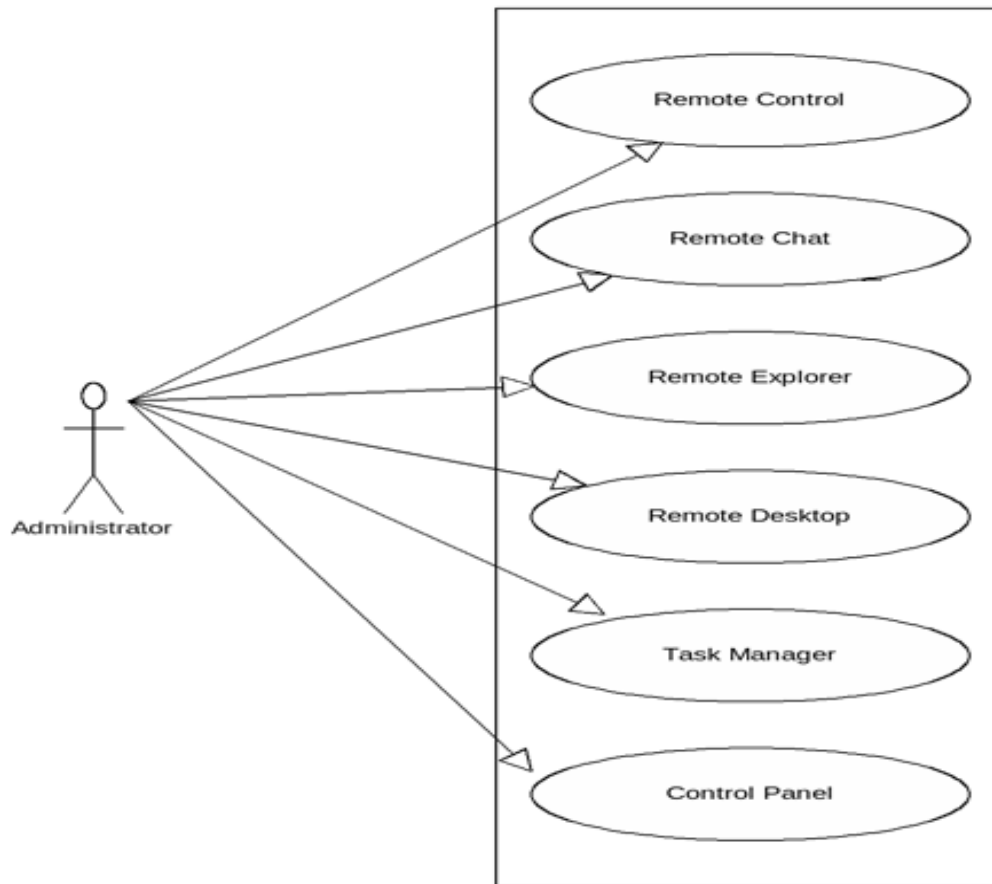 Remote Control
Remote Chat
Remote Explorer
Administrator
Remote Desktop
Task Manager
Control Panel